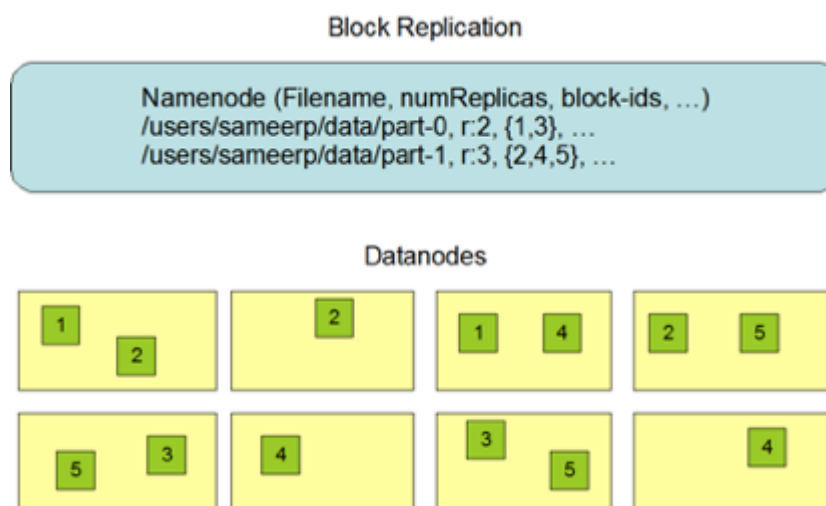 Block Replication
Namenode (Filename, numReplicas, block-ids, …)
/users/sameerp/data/part-0, r:2, {1,3}, …
/users/sameerp/data/part-1, r:3, {2,4,5}, …
Datanodes
1 2 2 1 4 2 5
5 3 4 3 5 4